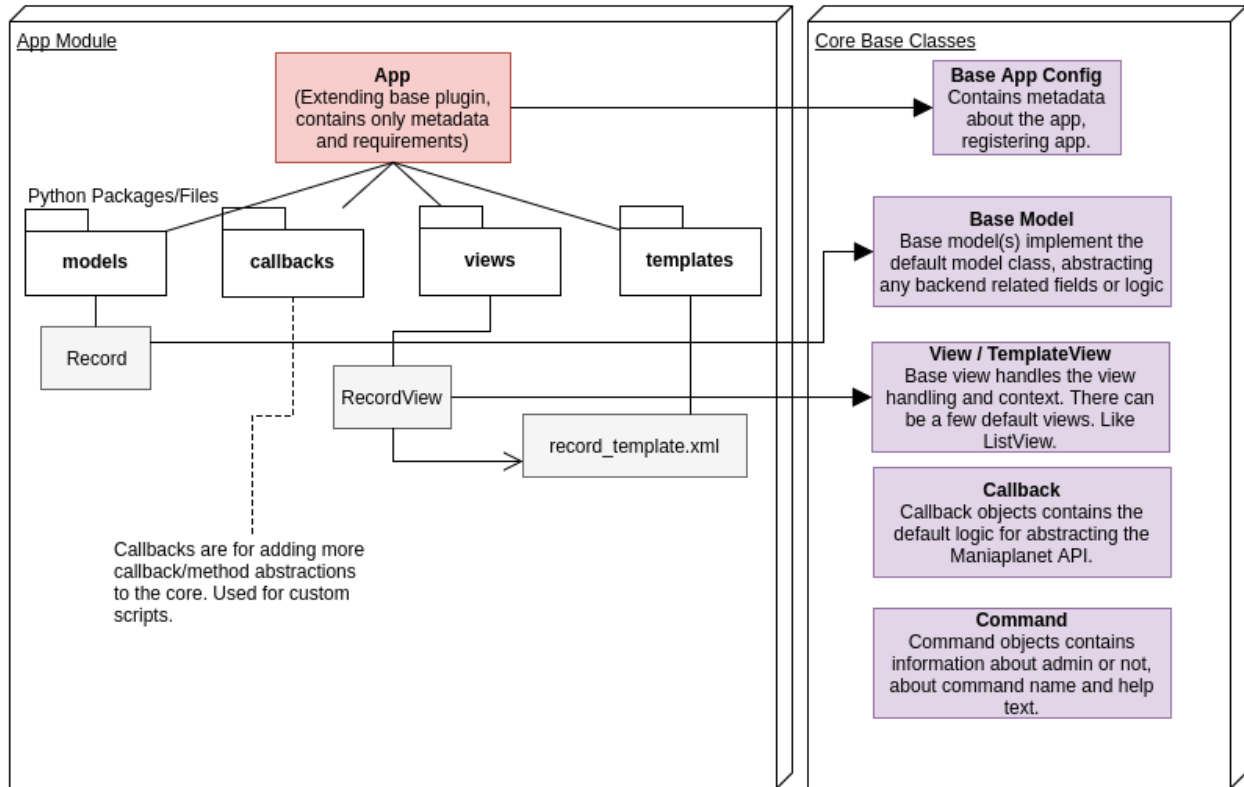 App Module
App
(Extending base plugin,
contains only metadata
and requirements)
Python Packages/Files
models
callbacks
views
templates
Record
RecordView
record_template.xml
Callbacks are for adding more
callback/method abstractions
to the core. Used for custom
scripts.
Core Base Classes
Base App Config
Contains metadata
about the app,
registering app.
Base Model
Base model(s) implement the
default model class, abstracting
any backend related fields or logic
View / TemplateView
Base view handles the view
handling and context. There can
be a few default views. Like
ListView.
Callback
Callback objects contains the
default logic for abstracting the
Maniaplanet API.
Command
Command objects contains
information about admin or not,
about command name and help
text.